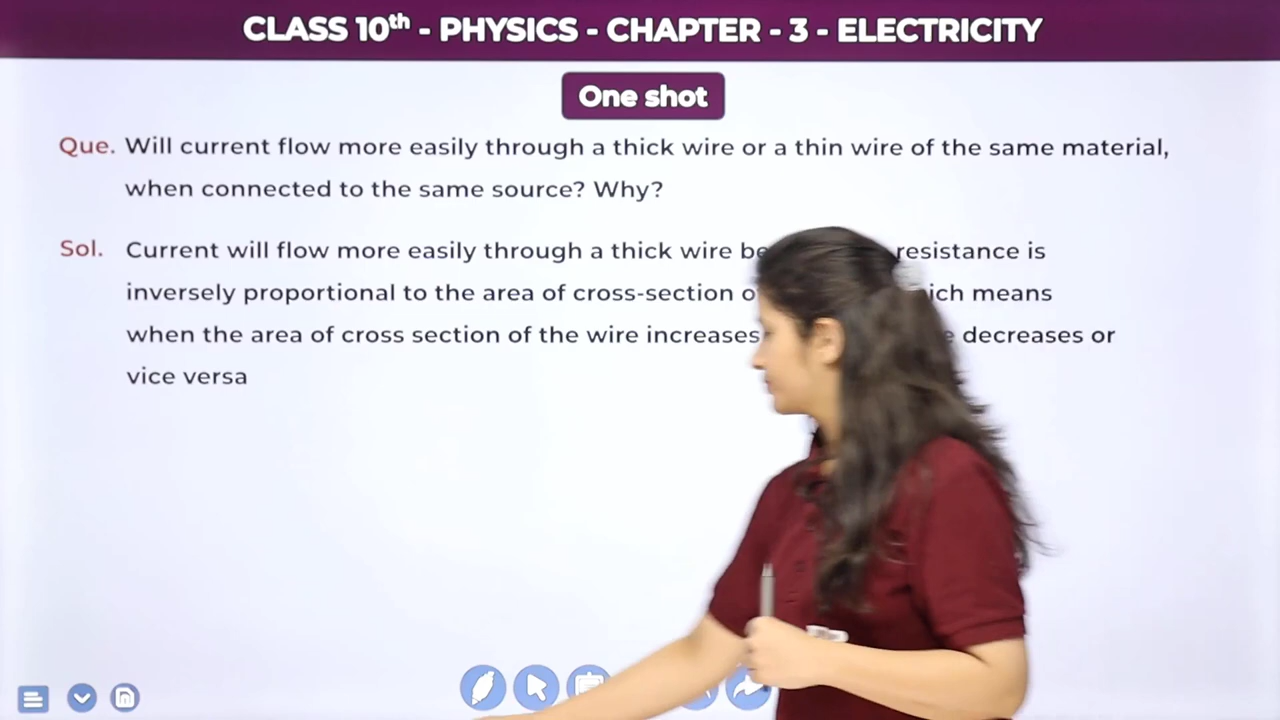 CLASS 10th - PHYSICS - CHAPTER - 3 - ELECTRICITY
One shot
Que. Will current flow more easily through a thick wire or a thin wire of the same material,
when connected to the same source? Why?
Sol. Current will flow more easily through a thick wire resistance is
inversely proportional to the area of cross-section means
when the area of cross section of the wire increases decreases or
vice versa